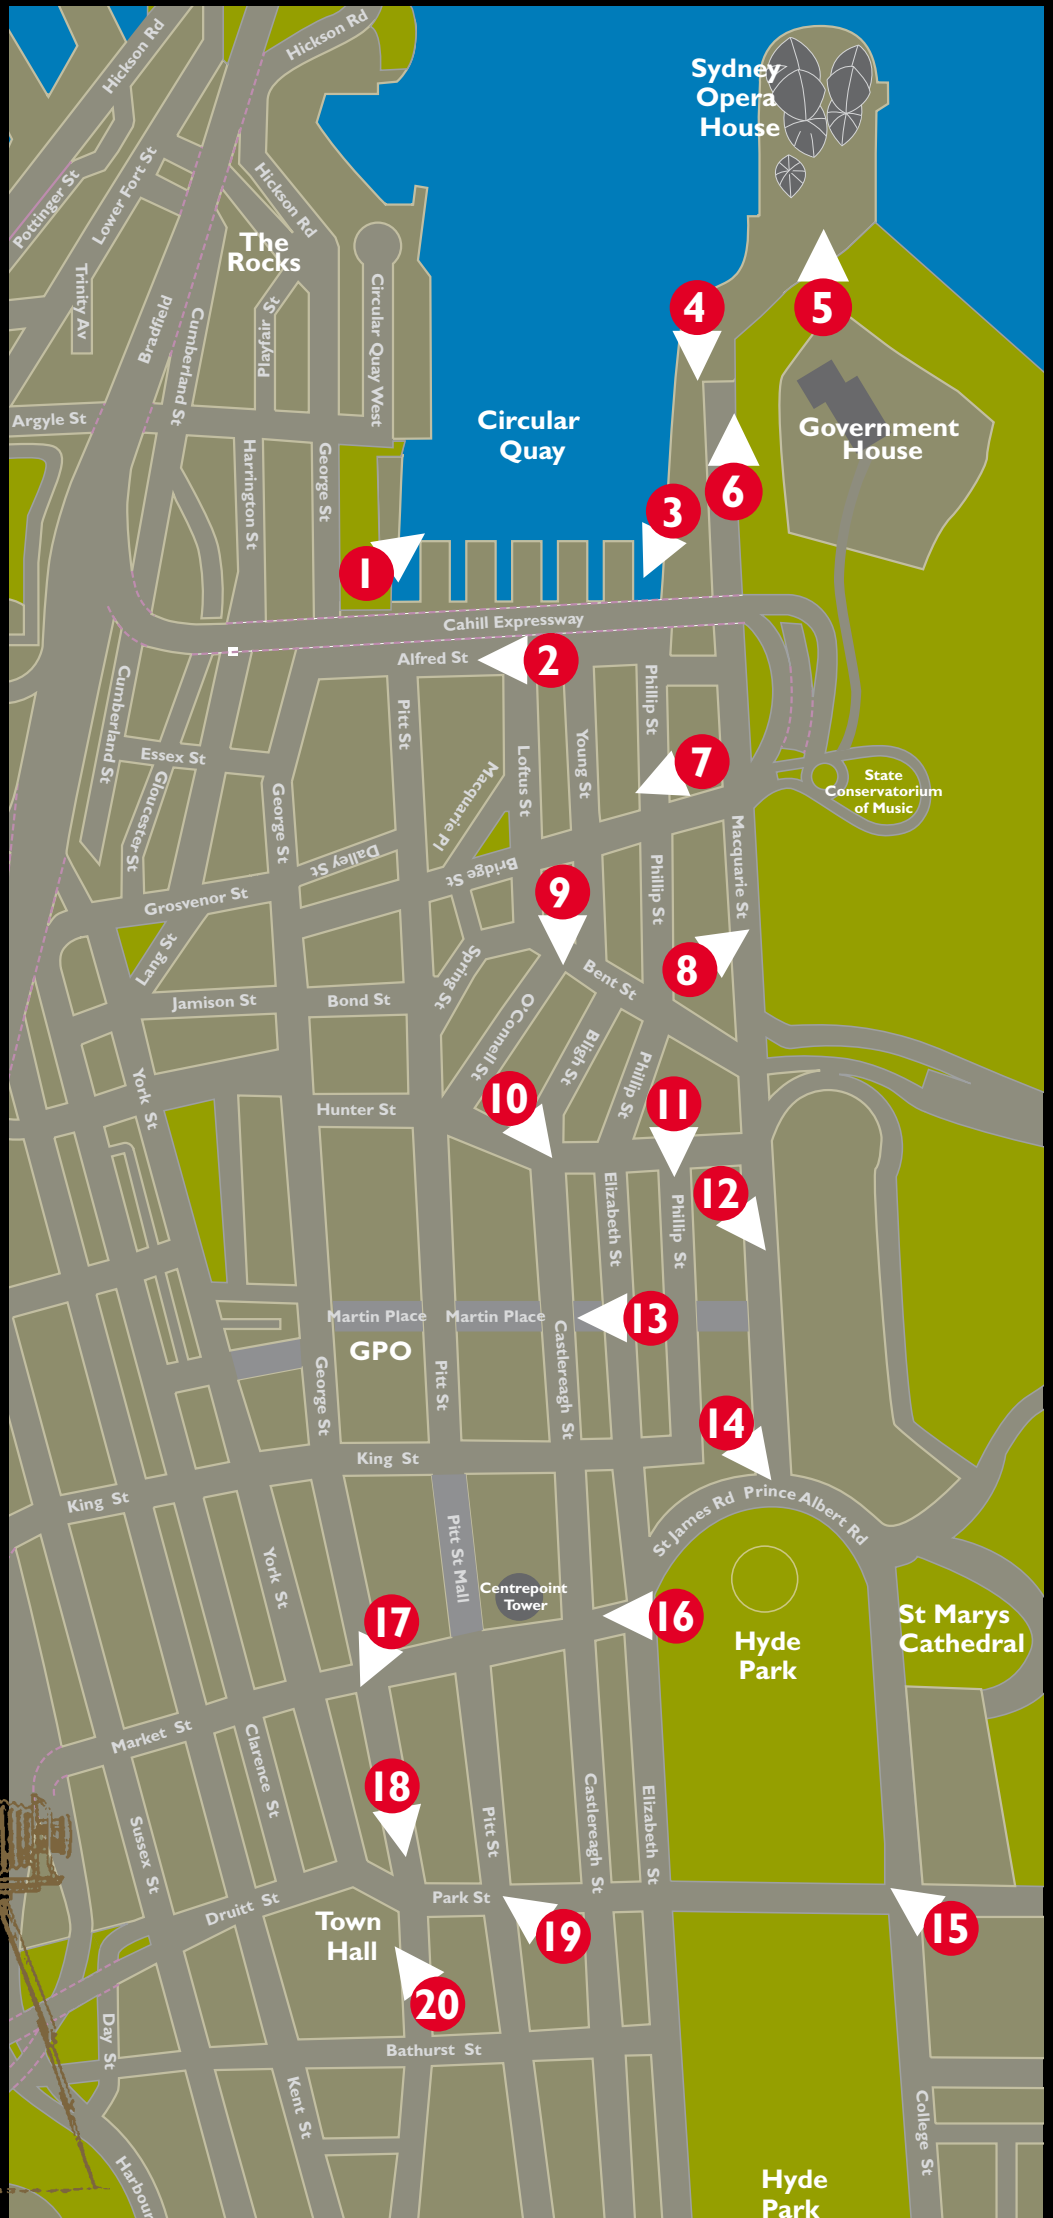 Hickson Rd
Hickson Rd
Sydney
Opera
House
Pottinger St
Lower Fort St
Hickson Rd
The
Rocks
Trinity Av
Bradfield
Cumberland St
Playfair St
Circular Quay West
4
5
Argyle St
Circular
Quay
Government
House
Harrington St
George St
6
3
1
Cahill Expressway
Alfred St
2
Cumberland St
Pitt St
Phillip St
Essex St
Gloucester St
George St
Macquarie Pl
Loftus St
Young St
7
State
Conservatorium
of Music
Dalley St
Bridge St
Macquarie St
Grosvenor St
9
Phillip St
Lang St
Spring St
Bent St
8
Jamison St
Bond St
O'Connell St
Bligh St
Phillip St
York St
Hunter St
10
11
12
Elizabeth St
Phillip St
Martin Place
Martin Place
13
GPO
George St
Pitt St
Castlereagh St
14
King St
King St
St James Rd
Prince Albert Rd
York St
Pitt St Mall
Centrepoint
Tower
16
17
Hyde
Park
St Marys
Cathedral
Market St
Clarence St
18
Sussex St
Pitt St
Castlereagh St
Elizabeth St
Druitt St
Park St
Town
Hall
19
15
20
Day St
Bathurst St
Kent St
College St
Harbour
Hyde
Park